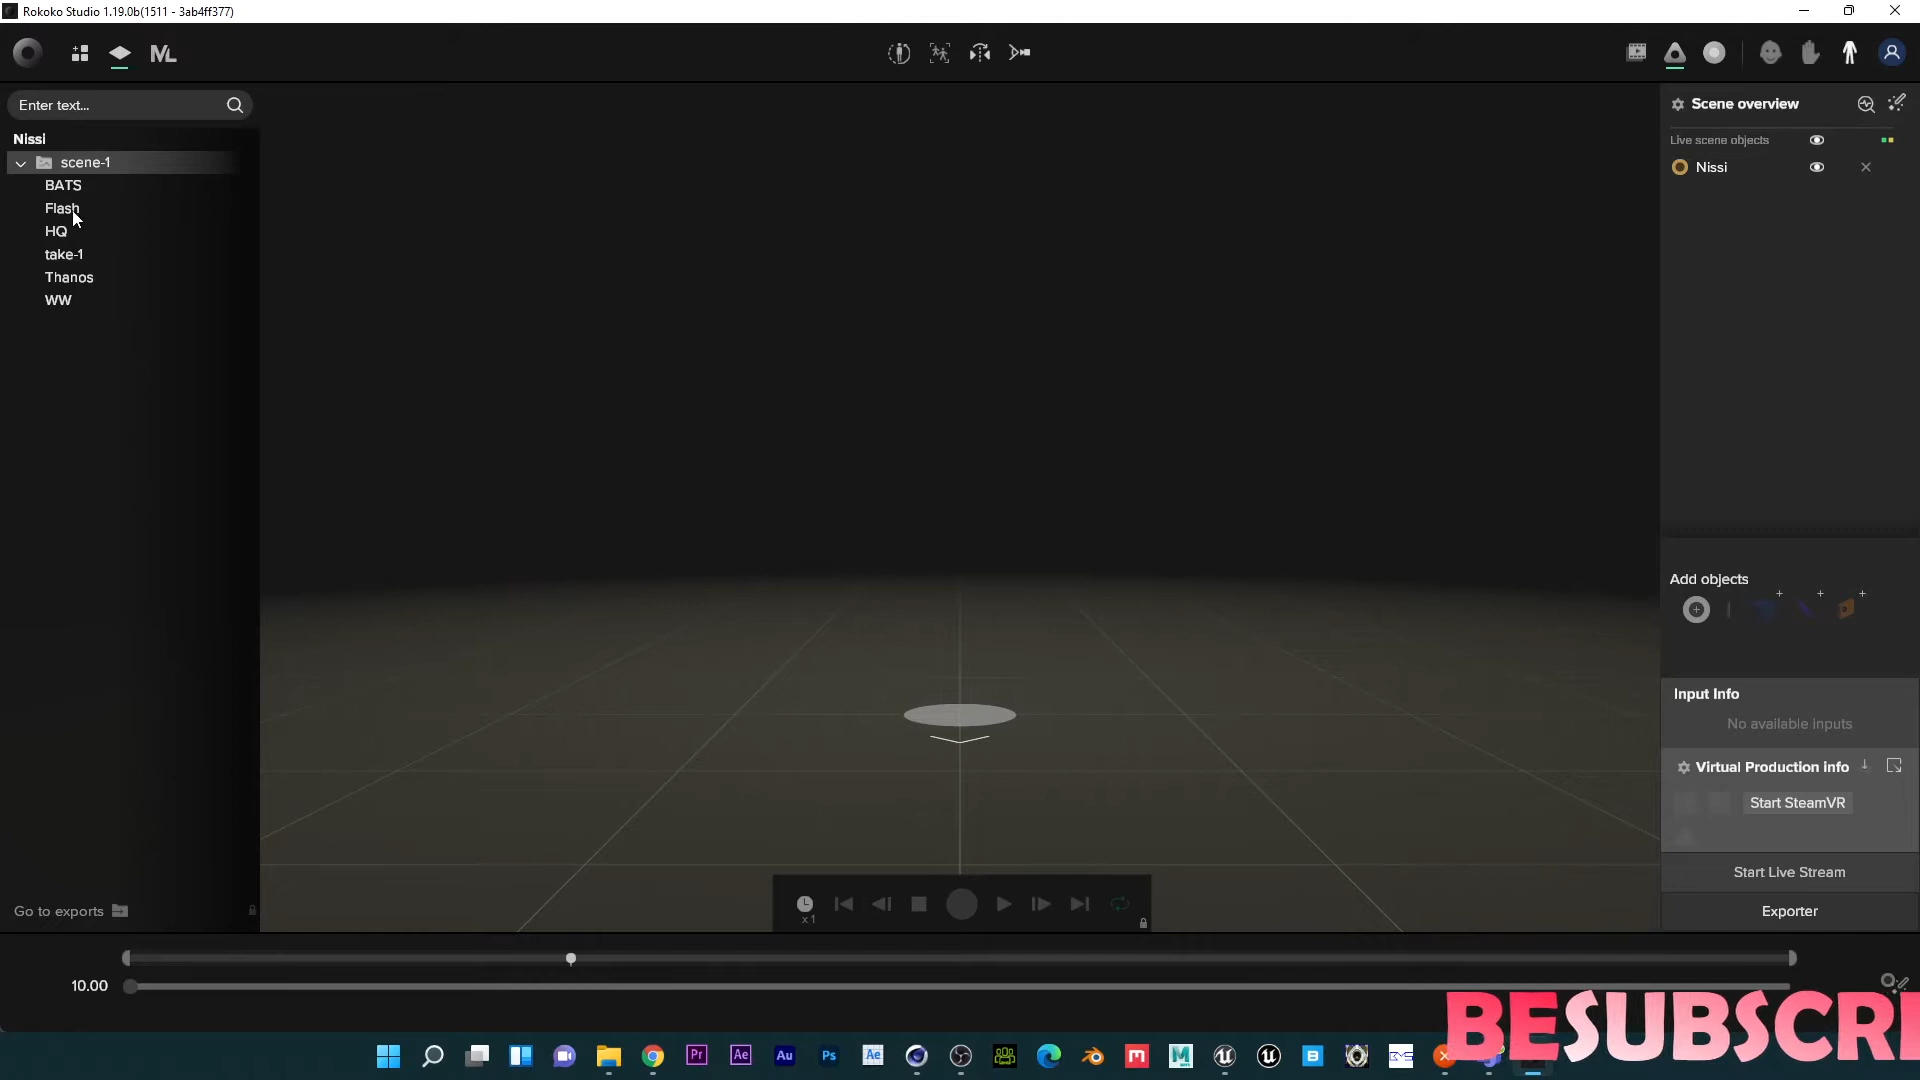 Rokoko Studio 1.19.0b(1511 - 3ab4ff377)
ML
Enter text...
Scene overview
Nissi
Live scene objects
scene-1
Nissi
BATS
Flash
HQ
take-1
Thanos
WW
Add objects
Input Info
No available inputs
Virtual Production info
Start SteamVR
Start Live Stream
x1
Go to exports
Exporter
10.00
BESUBSCRI
Pr
Ae
Au
Ps
Ae
B